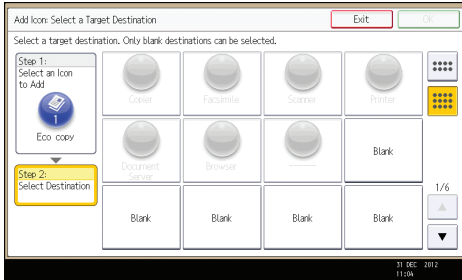 Add Icon: Select a Target Destination
Exit
OK
Select a target destination. Only blank destinations can be selected.
Step 1:
Select an Icon
to Add
1
Eco copy
Step 2:
Select Destination
Copier
Facsimile
Scanner
Printer
Document
Server
Browser
Blank
Blank
Blank
Blank
Blank
1/6
31 DEC 2012
11:04